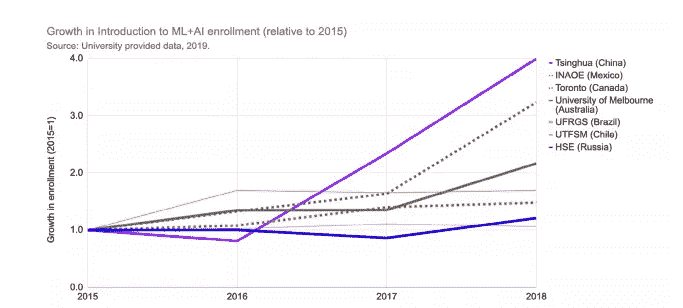 Growth in Introduction to ML+AI enrollment (relative to 2015)
Source: University provided data, 2019.
4.0
3.0
2.0
1.0
0.0
Growth in enrollment (2015=1)
2015
2016
2017
2018
Tsinghua (China)
INAOE (Mexico)
Toronto (Canada)
University of Melbourne
(Australia)
UFRGS (Brazil)
UTFSM (Chile)
HSE (Russia)